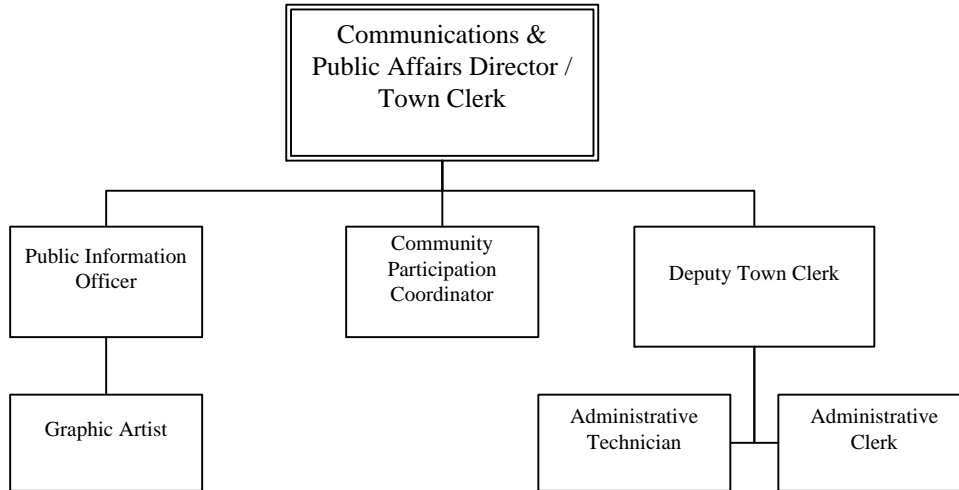 Communications &
Public Affairs Director /
Town Clerk
Public Information
Officer
Community
Participation
Coordinator
Deputy Town Clerk
Graphic Artist
Administrative
Technician
Administrative
Clerk